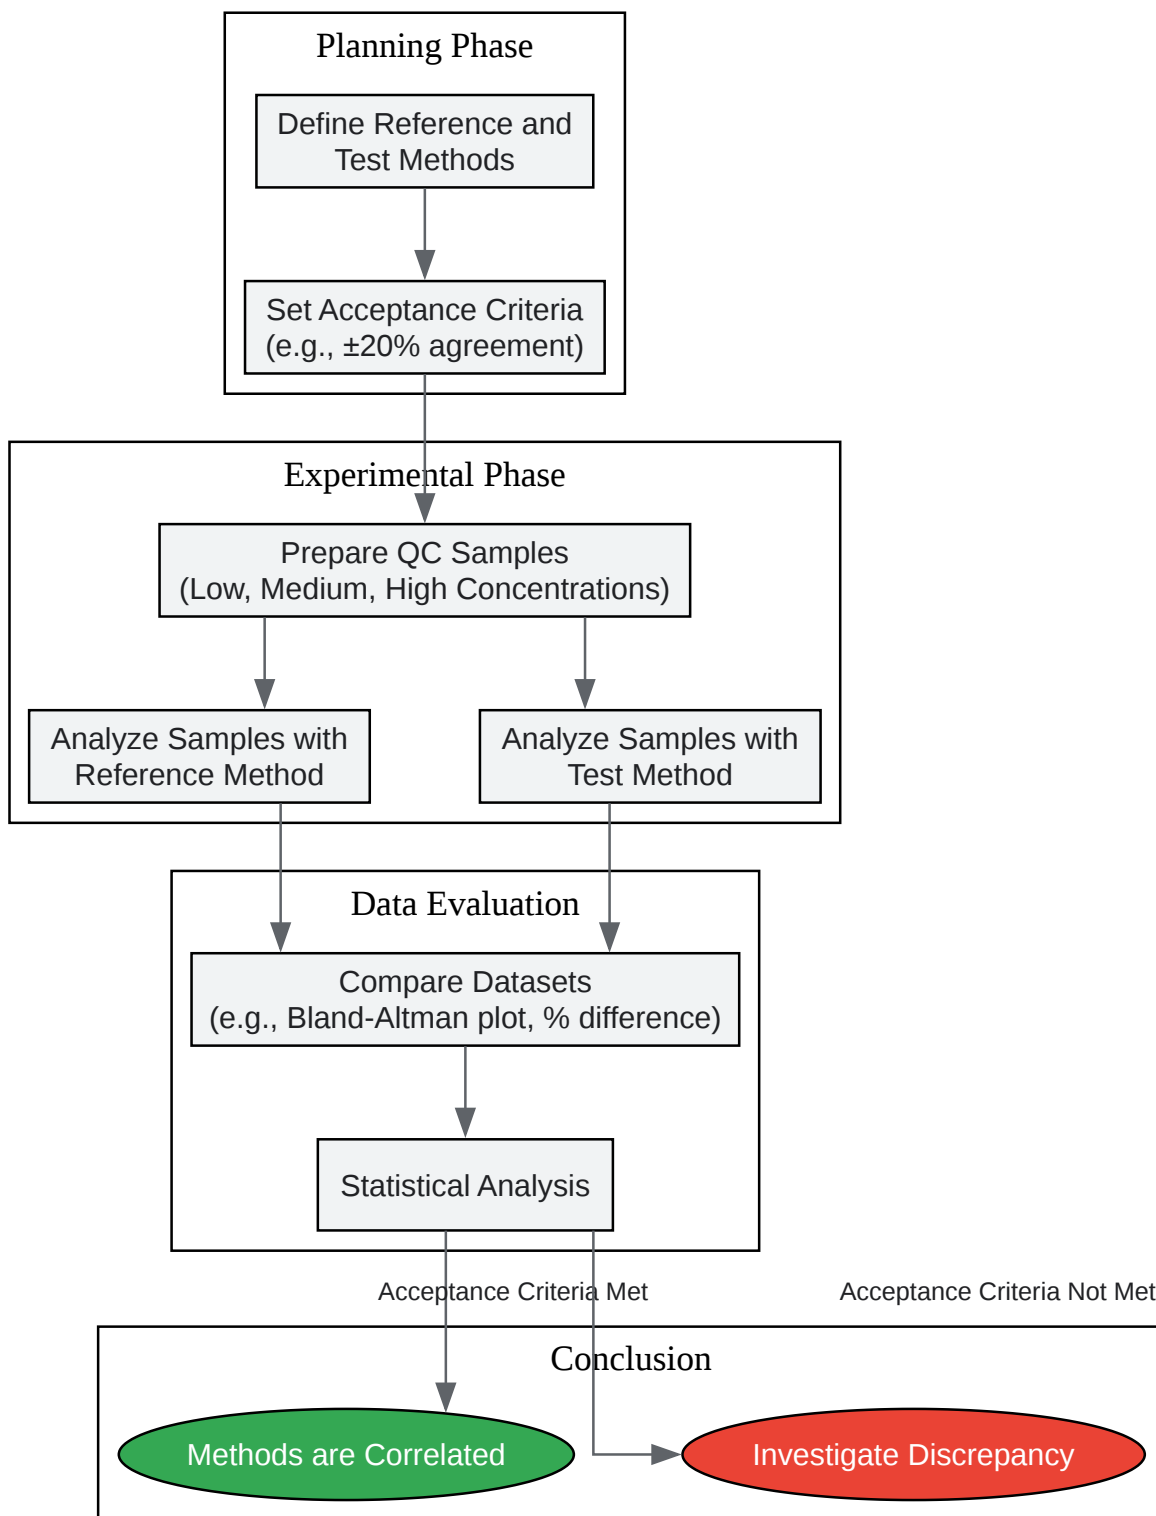 Planning Phase
Define Reference and
Test Methods
Set Acceptance Criteria
(e.g., ±20% agreement)
Experimental Phase
Prepare QC Samples
(Low, Medium, High Concentrations)
Analyze Samples with
Reference Method
Analyze Samples with
Test Method
Data Evaluation
Compare Datasets
(e.g., Bland-Altman plot, % difference)
Statistical Analysis
Acceptance Criteria Met
Acceptance Criteria Not Met
Conclusion
Methods are Correlated
Investigate Discrepancy